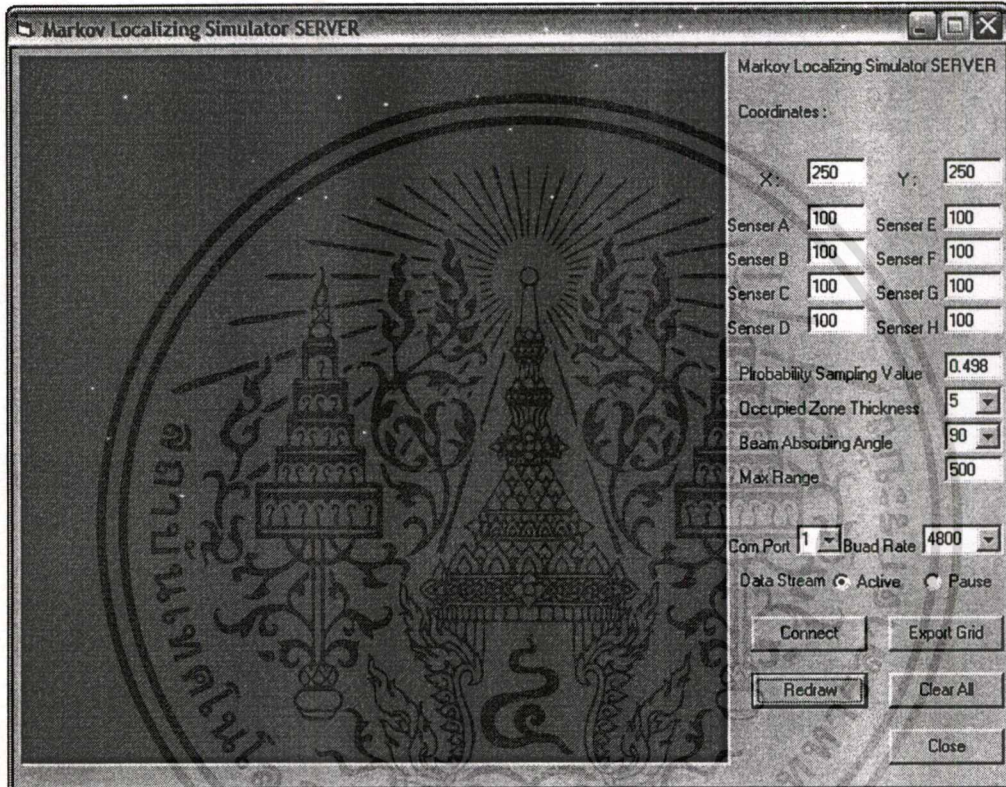 Markov Localizing Simulator SERVER
Markov Localizing Simulator SERVER
Coordinates :
X: 250 Y: 250
Senser A 100 Senser E 100
Senser B 100 Senser F 100
Senser C 100 Senser G 100
Senser D 100 Senser H 100
Probability Sampling Value 0.498
Occupied Zone Thickness 5
Beam Absorbing Angle 90
Max Range 500
Com Port 1 Buad Rate 4800
Data Stream Active Pause
Connect Export Grid
Redraw Clear All
Close